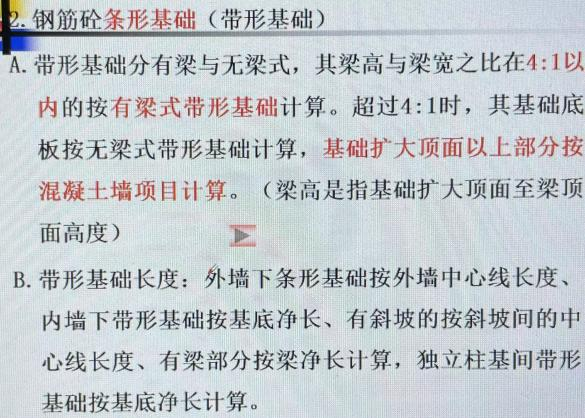 2.钢筋砼条形基础（带形基础）
A.带形基础分有梁与无梁式，其梁高与梁宽之比在4:1以
内的按有梁式带形基础计算。超过4:1时，其基础底
板按无梁式带形基础计算，基础扩大顶面以上部分按
混凝土墙项目计算。（梁高是指基础扩大顶面至梁顶
面高度）
B.带形基础长度：外墙下条形基础按外墙中心线长度、
内墙下带形基础按基底净长、有斜坡的按斜坡间的中
心线长度、有梁部分按梁净长计算，独立柱基间带形
基础按基底净长计算。